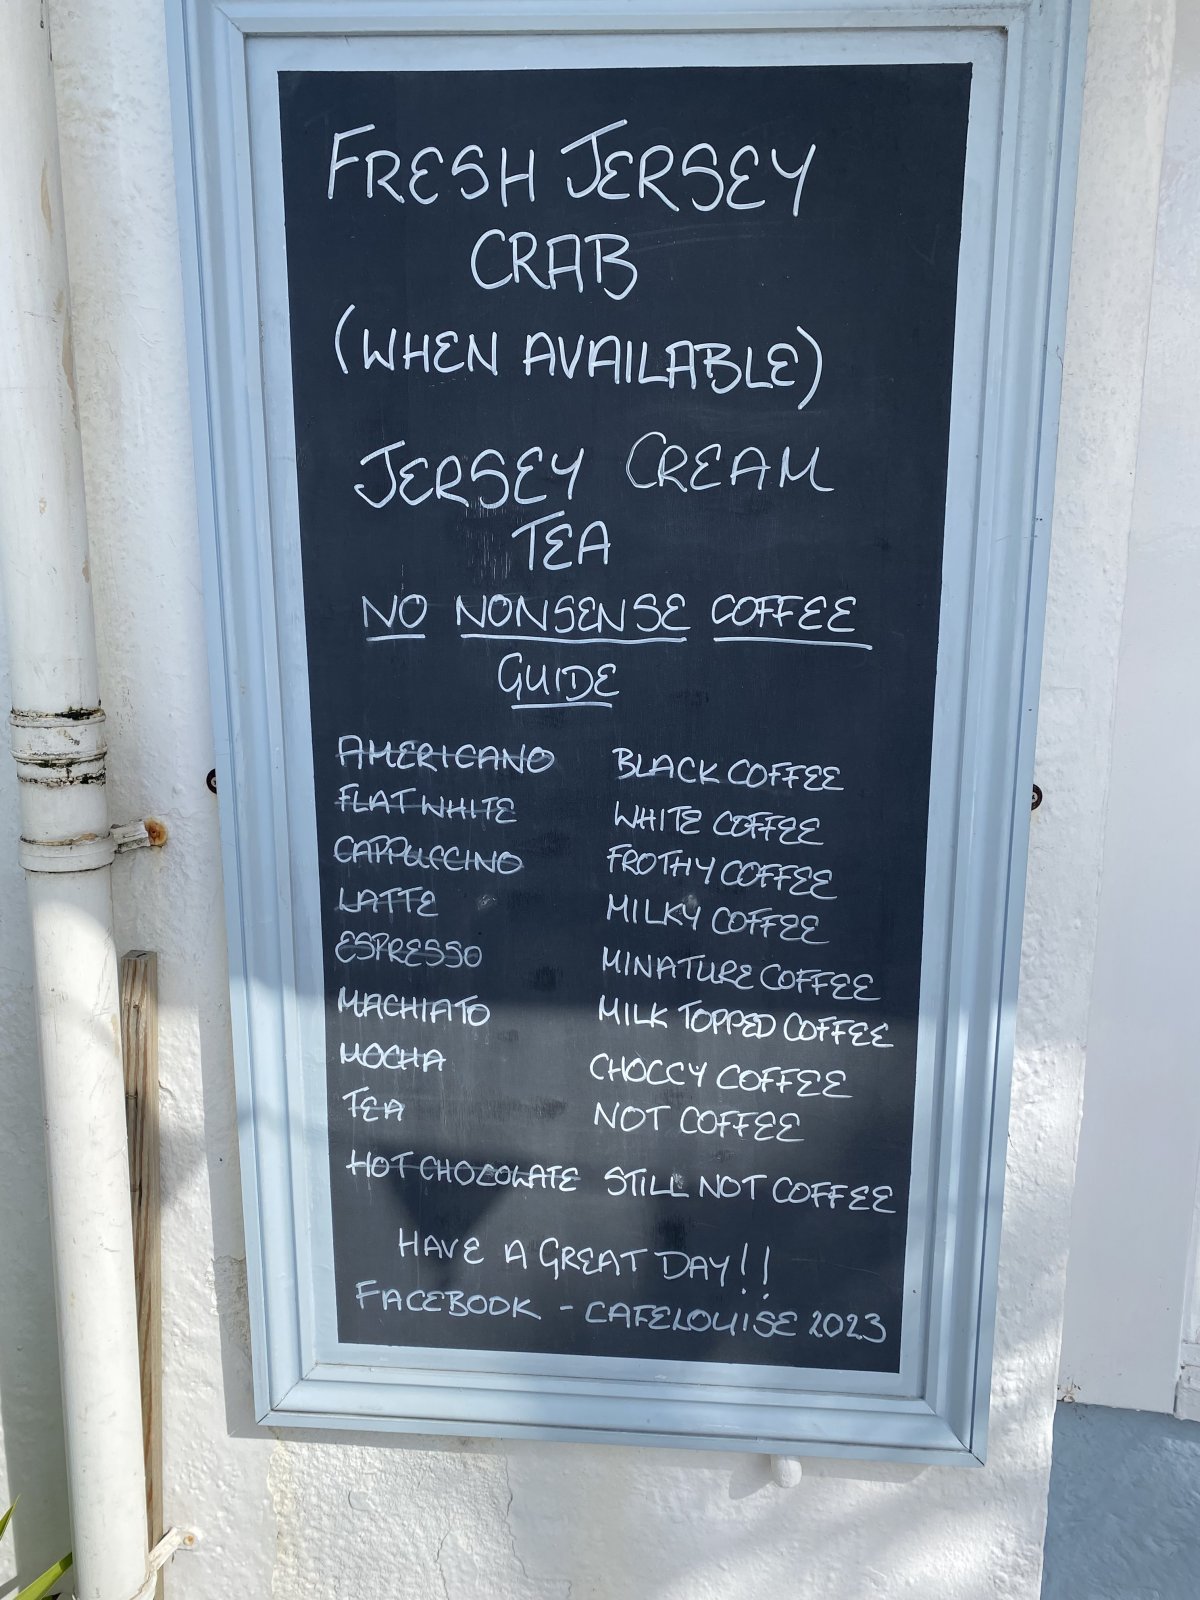 FRESH JERSEY
CRAB
(WHEN AVAILABLE)
JERSEY CREAM
TEA
NO NONSENSE COFFEE
GUIDE
AMERICANO BLACK COFFEE
FLAT WHITE WHITE COFFEE
CAPPUCCINO FROTHY COFFEE
LATTE MILKY COFFEE
ESPRESSO MINATURE COFFEE
MACHIATO MILK TOPPED COFFEE
MOCHA CHOCCY COFFEE
TEA NOT COFFEE
HOT CHOCOLATE STILL NOT COFFEE
HAVE A GREAT DAY!!
FACEBOOK - CAFELOUISE 2023